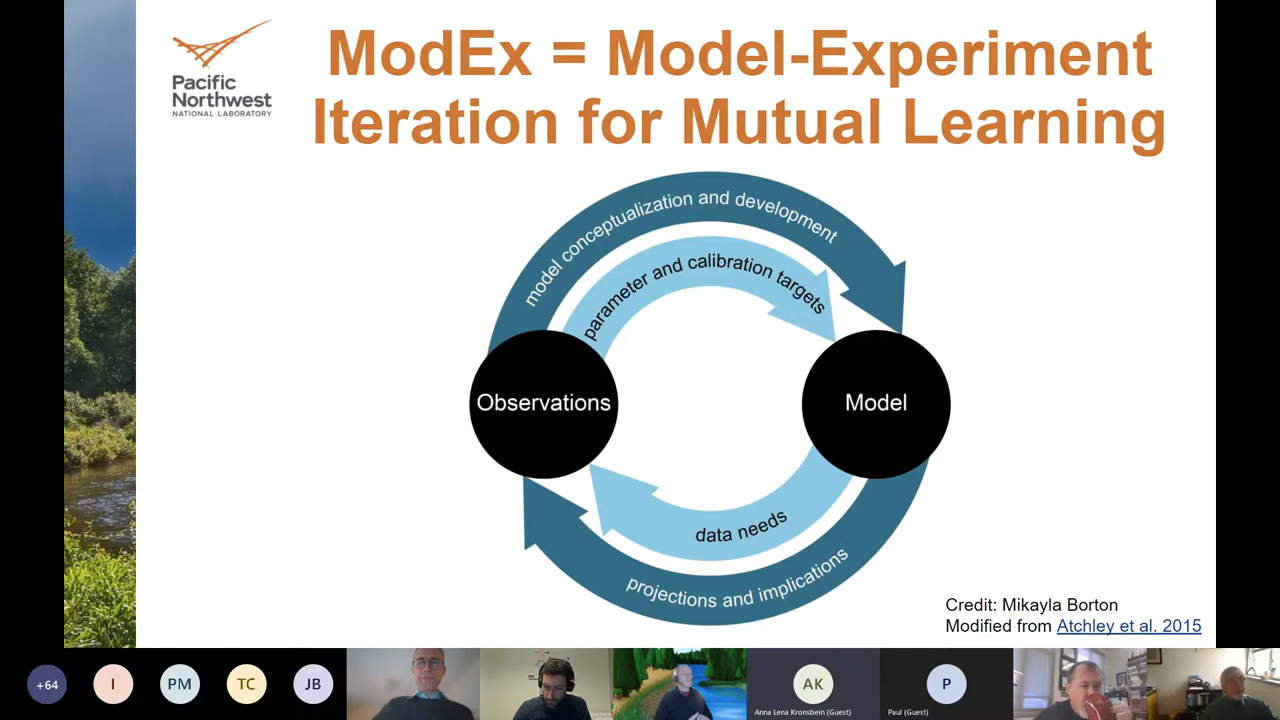 Pacific
Northwest
NATIONAL LABORATORY
ModEx = Model-Experiment
Iteration for Mutual Learning
model conceptualization and development
parameter and calibration targets
Observations
Model
data needs
projections and implications
Credit: Mikayla Borton
Modified from Atchley et al. 2015
+64
I
PM
TC
JB
AK
Anna Lena Kronsbein (Guest)
P
Paul (Guest)